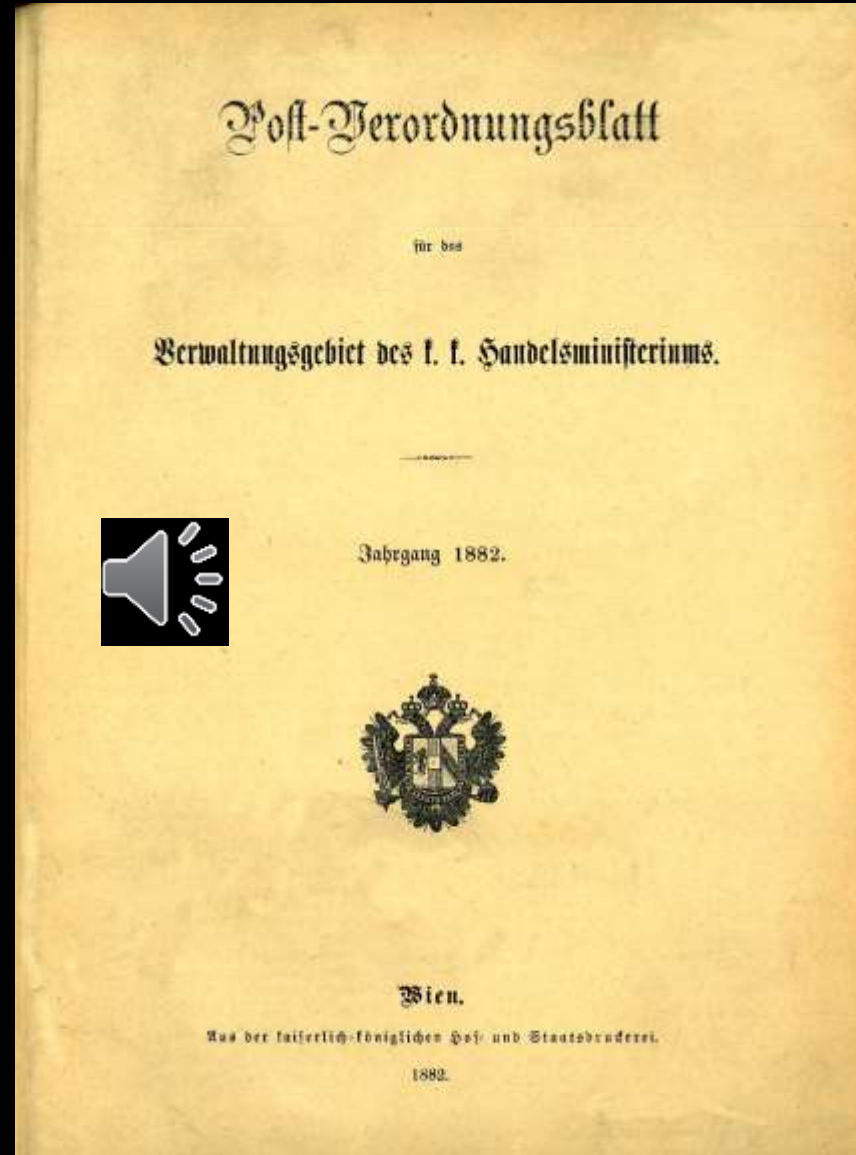 Post-Verordnungsblatt
für das
Verwaltungsgebiet des k. k. Handelsministeriums.
Jahrgang 1882.
Wien.
Aus der kaiserlich-königlichen Hof- und Staatsdruckerei.
1882.